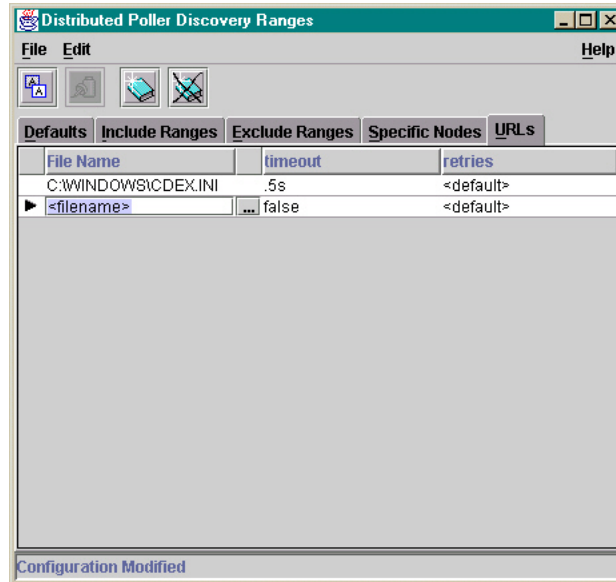 Distributed Poller Discovery Ranges
File Edit Help
Defaults Include Ranges Exclude Ranges Specific Nodes URLs
File Name timeout retries
C:\WINDOWS\CDEX.INI .5s <default>
<filename> ... false <default>
Configuration Modified